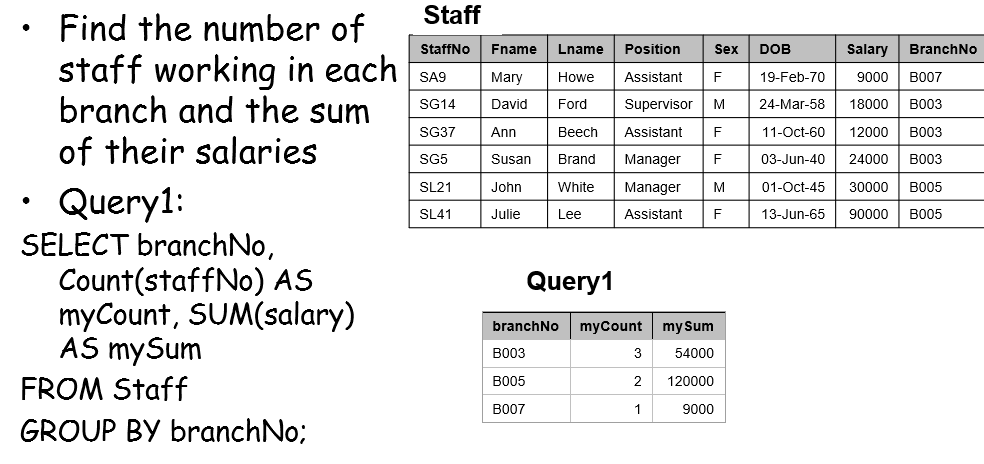 • Find the number of
staff working in each
branch and the sum
of their salaries
• Query1:
SELECT branchNo,
Count(staffNo) AS
myCount, SUM(salary)
AS mySum
FROM Staff
GROUP BY branchNo;
Staff
StaffNo Fname Lname Position Sex DOB Salary BranchNo
SA9 Mary Howe Assistant F 19-Feb-70 9000 B007
SG14 David Ford Supervisor M 24-Mar-58 18000 B003
SG37 Ann Beech Assistant F 11-Oct-60 12000 B003
SG5 Susan Brand Manager F 03-Jun-40 24000 B003
SL21 John White Manager M 01-Oct-45 30000 B005
SL41 Julie Lee Assistant F 13-Jun-65 90000 B005
Query1
branchNo myCount mySum
B003 3 54000
B005 2 120000
B007 1 9000